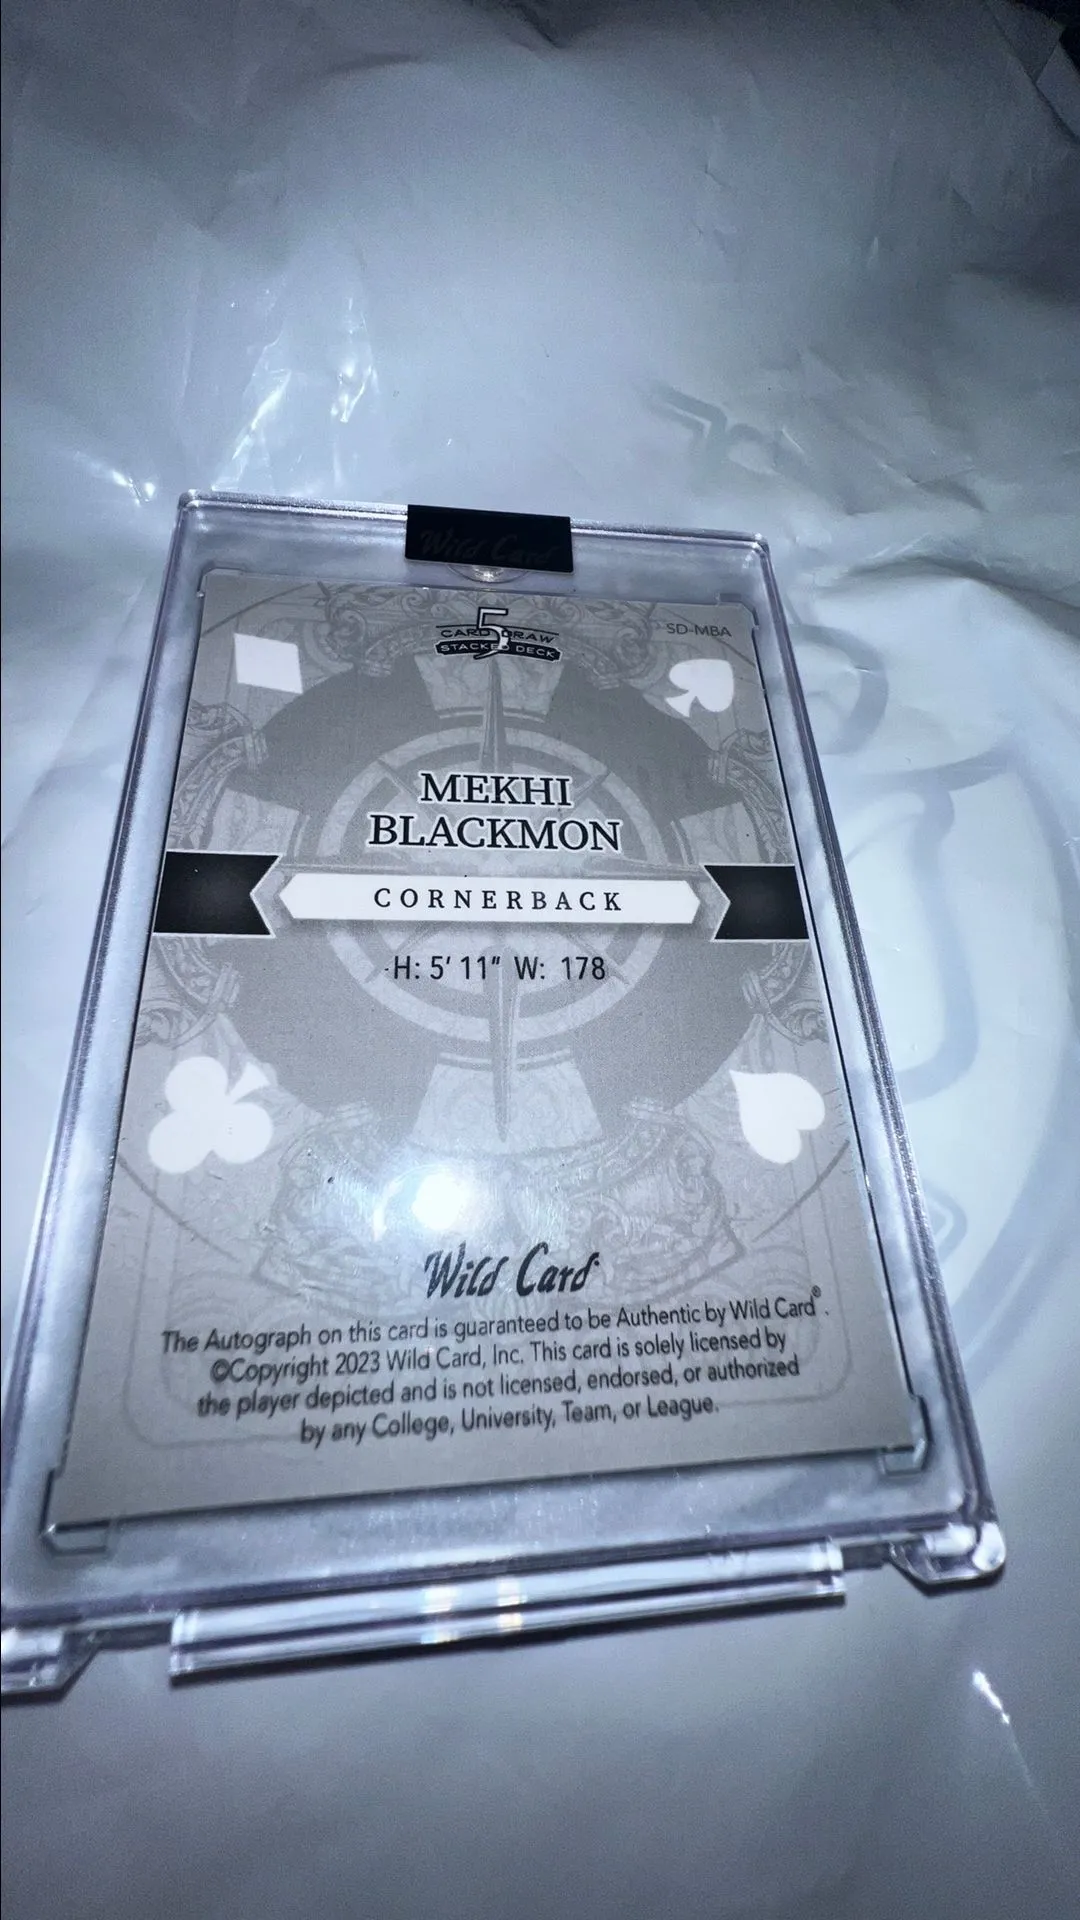 Wild Card
5
CARD DRAW
STACKED DECK
SD-MBA
MEKHI
BLACKMON
CORNERBACK
H: 5' 11" W: 178
Wild Card
The Autograph on this card is guaranteed to be Authentic by Wild Card®.
©Copyright 2023 Wild Card, Inc. This card is solely licensed by
the player depicted and is not licensed, endorsed, or authorized
by any College, University, Team, or League.